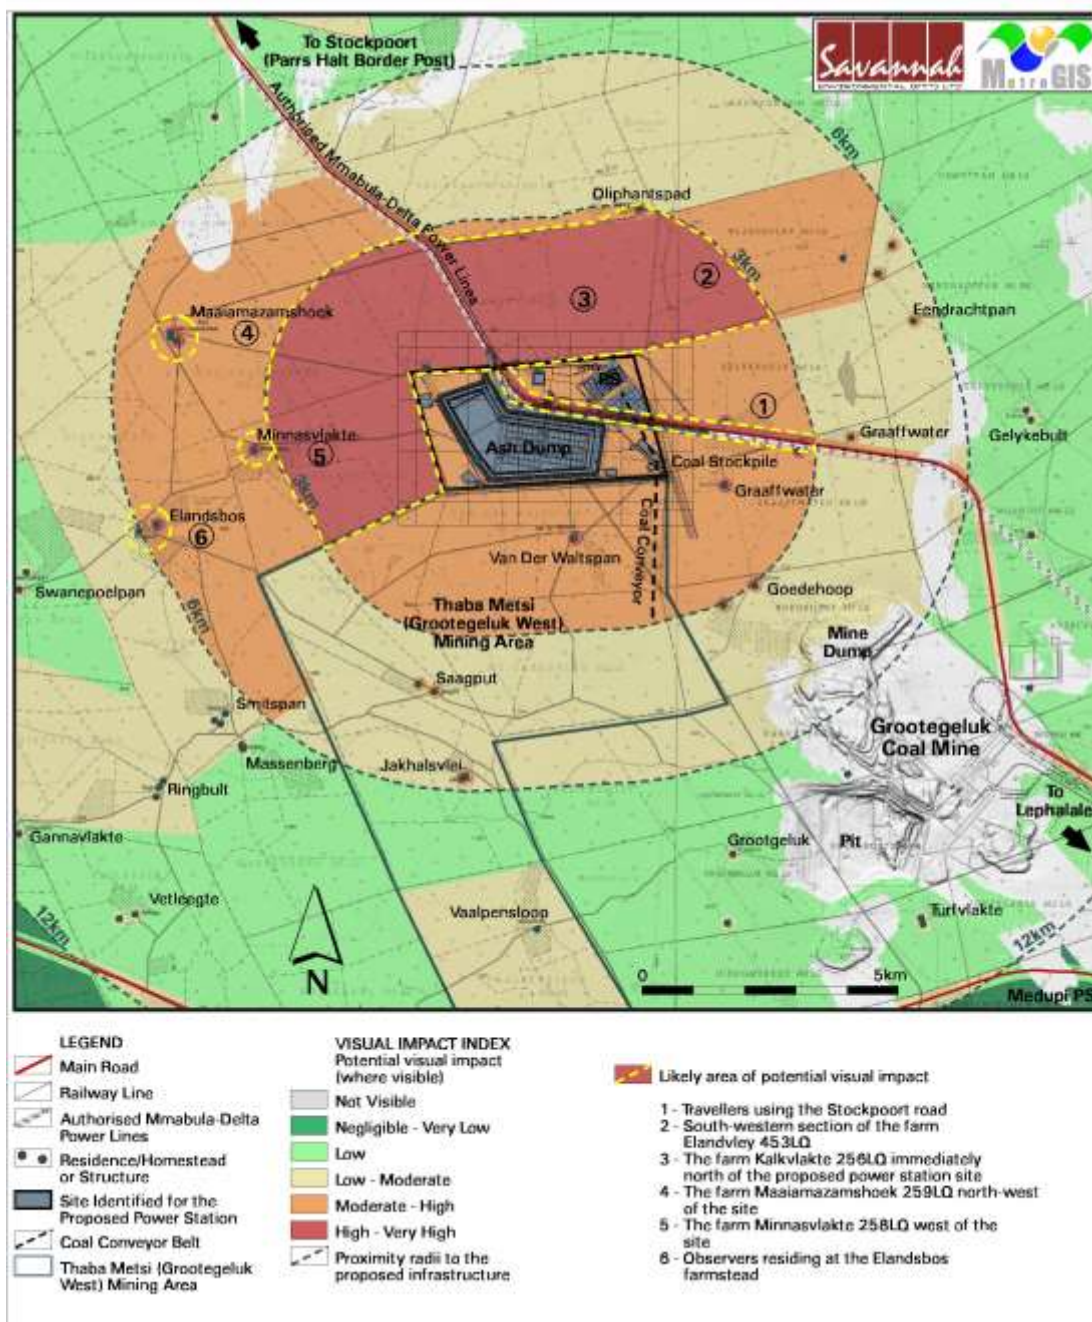 To Stockpoort
(Parrs Halt Border Post)
Savannah
ENVIRONMENTAL (PTY) LTD
MetroGIS
Authorised Mmabula-Delta Power Lines
6km
Oliphantspad
3km
2
3
Maaiamazamshoek
4
Eendrachtpan
PS
1
Minnasvlakte
5
Ash Dump
Graaffwater
Gelykebult
Coal Stockpile
Graaffwater
3km
Elandsbos
6
Coal Conveyor
Van Der Waltspan
Swanepoelpan
6km
Goedehoop
Thaba Metsi
(Grootegeluk West)
Mining Area
Mine
Dump
Saagput
Smitspan
Grootegeluk
Coal Mine
Massenberg
Jakhalsvlei
Ringbult
To
Lephalale
Gannavlakte
Grootgeluk
Pit
Vetleegte
Vaalpensloop
Turfvlakte
12km
12km
N
0
5km
Medupi PS
LEGEND
Main Road
Railway Line
Authorised Mmabula-Delta
Power Lines
Residence/Homestead
or Structure
Site Identified for the
Proposed Power Station
Coal Conveyor Belt
Thaba Metsi (Grootegeluk
West) Mining Area
VISUAL IMPACT INDEX
Potential visual impact
(where visible)
Not Visible
Negligible - Very Low
Low
Low - Moderate
Moderate - High
High - Very High
Proximity radii to the
proposed infrastructure
Likely area of potential visual impact
1 - Travellers using the Stockpoort road
2 - South-western section of the farm
Elandvley 453LQ
3 - The farm Kalkvlakte 256LQ immediately
north of the proposed power station site
4 - The farm Maaiamazamshoek 259LQ north-west
of the site
5 - The farm Minnasvlakte 258LQ west of the
site
6 - Observers residing at the Elandsbos
farmstead